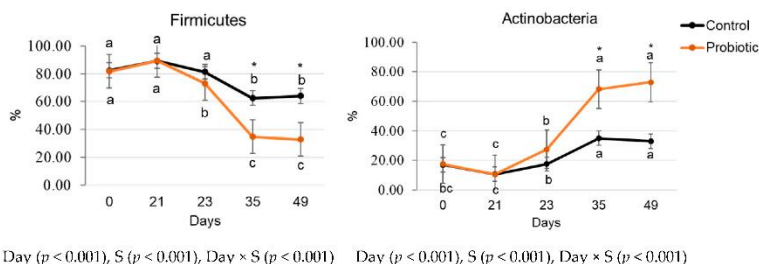 Firmicutes
100.00
80.00
60.00
40.00
20.00
0.00
%
a a a * *
b b
a a b c c
0 21 23 35 49
Days
Day (p < 0.001), S (p < 0.001), Day × S (p < 0.001)
Actinobacteria
100.00
80.00
60.00
40.00
20.00
0.00
%
* *
a a
c c b
bc c b a a
0 21 23 35 49
Days
Day (p < 0.001), S (p < 0.001), Day × S (p < 0.001)
Control
Probiotic